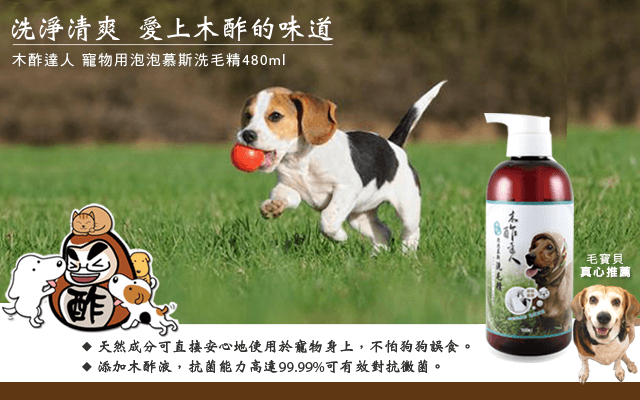 洗淨清爽 愛上木酢的味道
木酢達人 寵物用泡泡慕斯洗毛精480ml
酢
木酢達人
洗毛精
毛寶貝
真心推薦
◆ 天然成分可直接安心地使用於寵物身上，不怕狗狗誤食。
◆ 添加木酢液，抗菌能力高達99.99%可有效對抗黴菌。